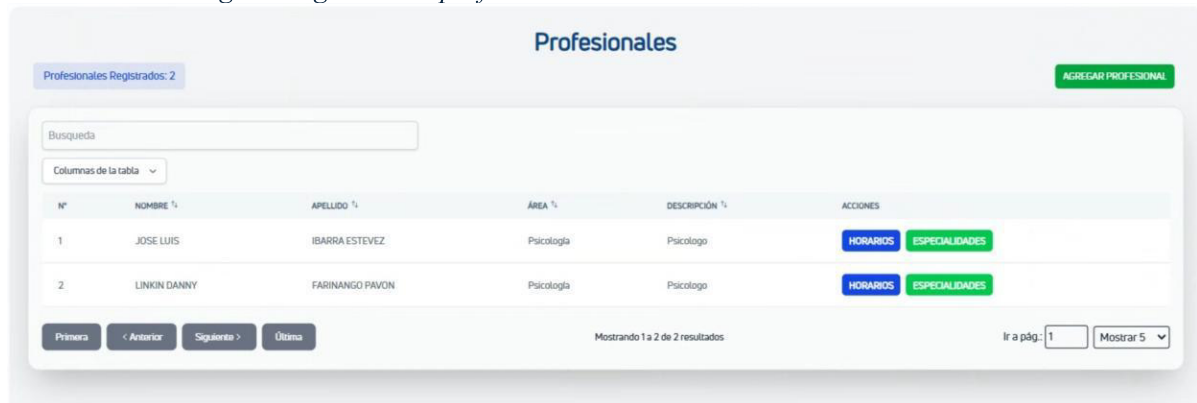 Profesionales
Profesionales Registrados: 2
AGREGAR PROFESIONAL
Busqueda
Columnas de la tabla
N° NOMBRE APELLIDO ÁREA DESCRIPCIÓN ACCIONES
1 JOSE LUIS IBARRA ESTEVEZ Psicología Psicologo HORARIOS ESPECIALIDADES
2 LINKIN DANNY FARINANGO PAVON Psicología Psicologo HORARIOS ESPECIALIDADES
Primera < Anterior Siguiente > Última Mostrando 1 a 2 de 2 resultados Ir a pág.: 1 Mostrar 5